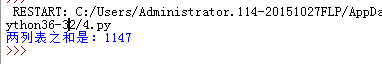 RESTART: C:/Users/Administrator.114-20151027FLP/AppDa
ython36-32/4.py
两列表之和是：1147
>>>